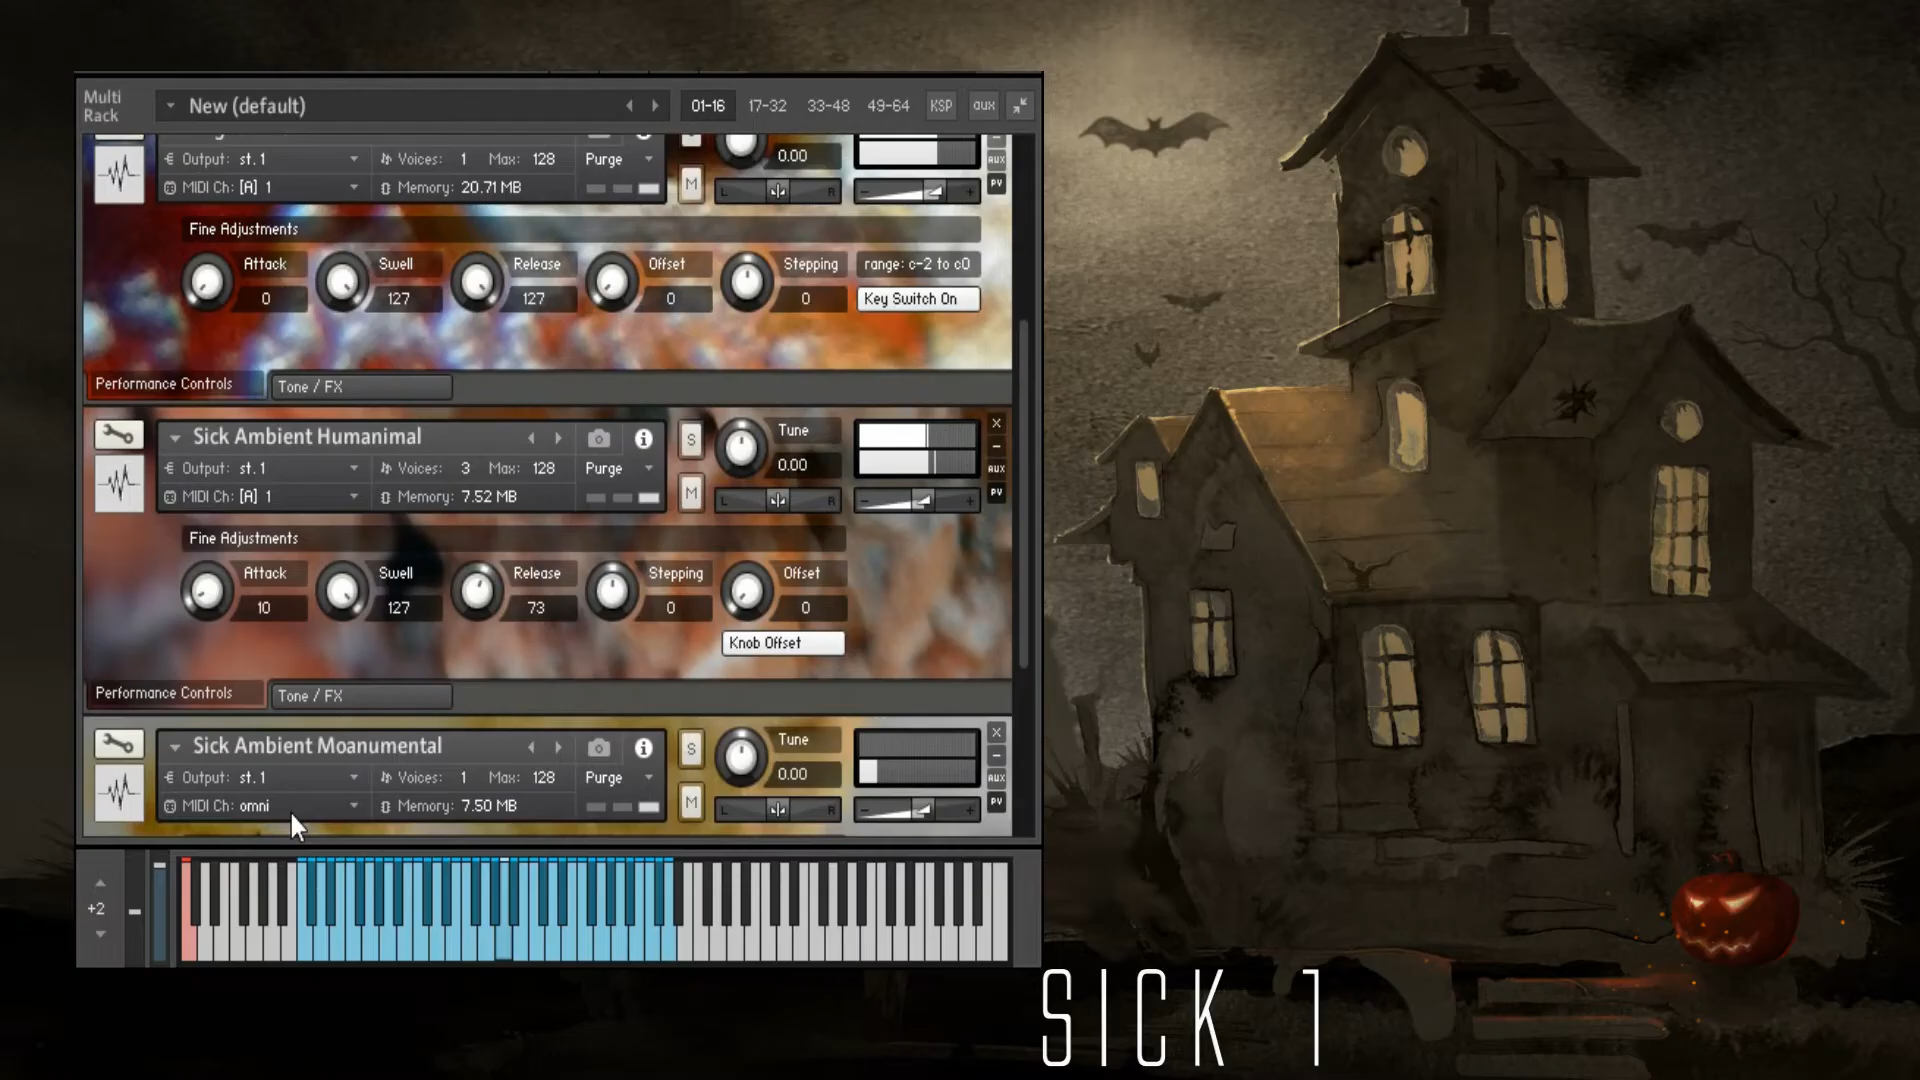 Multi
Rack
New (default)
01-16 17-32 33-48 49-64 KSP aux
Output: st.1 Voices: 1 Max: 128 Purge 0.00 AUX
MIDI Ch: [A] 1 Memory: 20.71 MB M L R - + PV
Fine Adjustments
Attack Swell Release Offset Stepping range: c-2 to c0
0 127 127 0 0 Key Switch On
Performance Controls Tone / FX
Sick Ambient Humanimal i S Tune x
Output: st.1 Voices: 3 Max: 128 Purge 0.00 AUX
MIDI Ch: [A] 1 Memory: 7.52 MB M L R - + PV
Fine Adjustments
Attack Swell Release Stepping Offset
10 127 73 0 0
Knob Offset
Performance Controls Tone / FX
Sick Ambient Moanumental i S Tune x
Output: st.1 Voices: 1 Max: 128 Purge 0.00 AUX
MIDI Ch: omni Memory: 7.50 MB M L R - + PV
+2
SICK 1